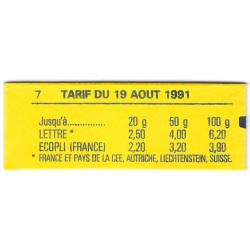 7 TARIF DU 19 AOUT 1991
Jusqu'à............... 20 g 50 g 100 g
LETTRE * 2,50 4,00 6,20
ECOPLI (FRANCE) 2,20 3,20 3,90
* FRANCE ET PAYS DE LA CEE, AUTRICHE, LIECHTENSTEIN, SUISSE.